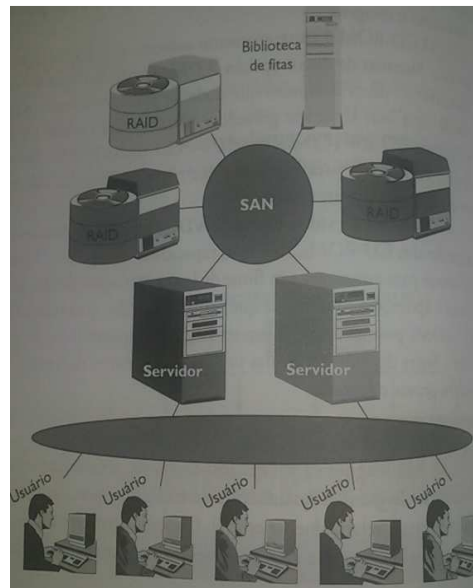 Biblioteca
de fitas
RAID
SAN
RAID
RAID
Servidor
Servidor
Usuário
Usuário
Usuário
Usuário
Usuário